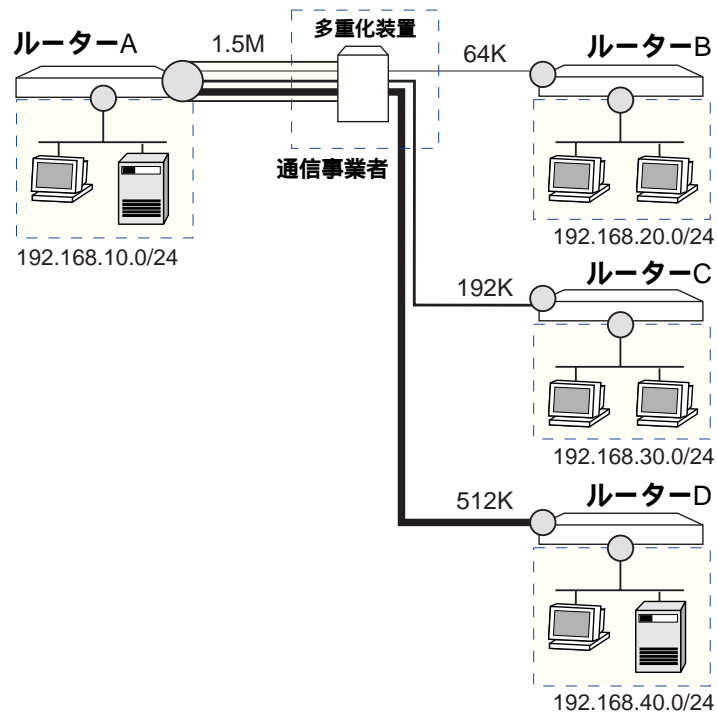 多重化装置
ルーターA
1.5M
64K
ルーターB
通信事業者
192.168.10.0/24
192.168.20.0/24
ルーターC
192K
192.168.30.0/24
ルーターD
512K
192.168.40.0/24